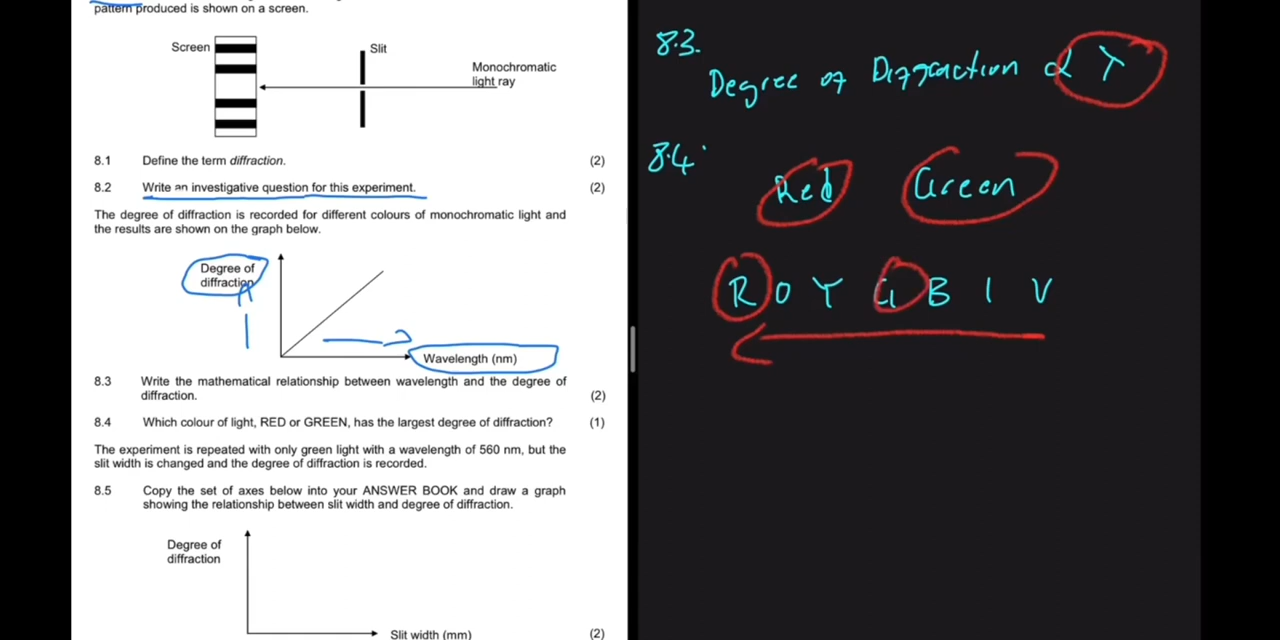 pattern produced is shown on a screen.
Screen
Slit
Monochromatic
light ray
8.1 Define the term diffraction. (2)
8.2 Write an investigative question for this experiment. (2)
The degree of diffraction is recorded for different colours of monochromatic light and
the results are shown on the graph below.
Degree of
diffraction
Wavelength (nm)
8.3 Write the mathematical relationship between wavelength and the degree of
diffraction. (2)
8.4 Which colour of light, RED or GREEN, has the largest degree of diffraction? (1)
The experiment is repeated with only green light with a wavelength of 560 nm, but the
slit width is changed and the degree of diffraction is recorded.
8.5 Copy the set of axes below into your ANSWER BOOK and draw a graph
showing the relationship between slit width and degree of diffraction.
Degree of
diffraction
Slit width (mm) (2)
8.3.
Degree of Diffraction α λ
8.4.
Red Green
R O Y G B I V